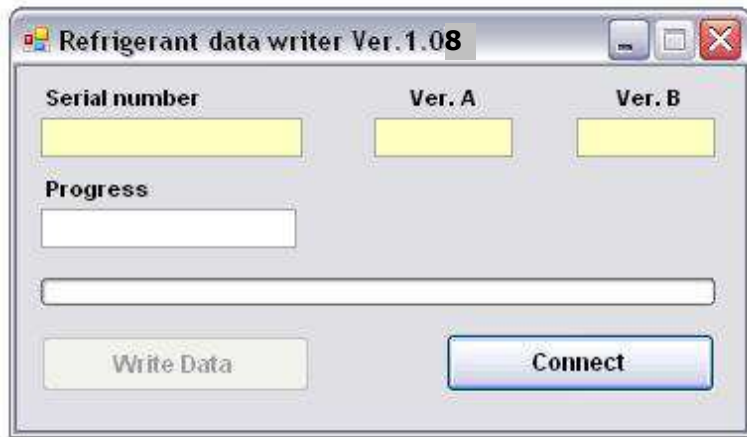 Refrigerant data writer Ver.1.08
Serial number Ver. A Ver. B
Progress
Write Data Connect